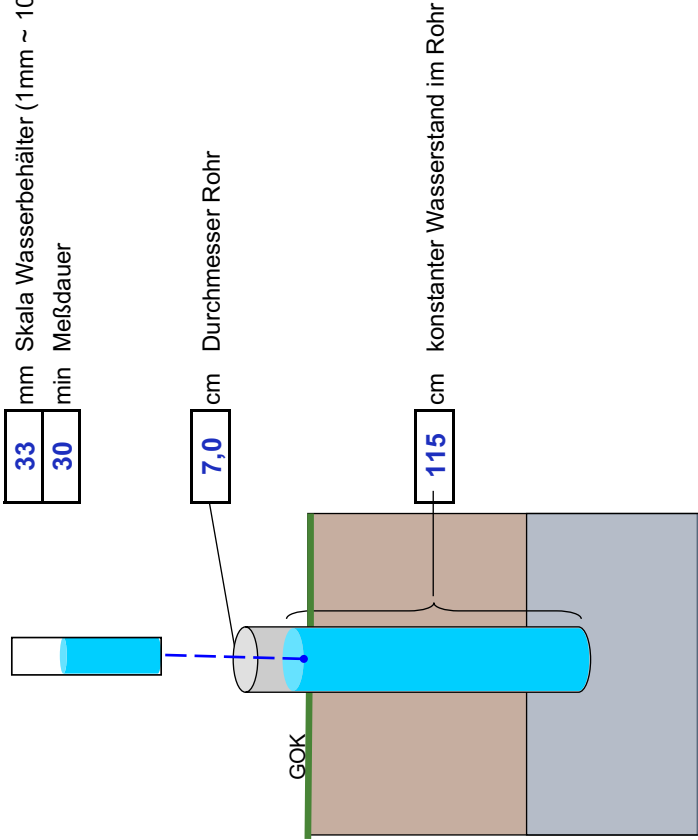 33 mm Skala Wasserbehälter (1mm ~ 10
30 min Meßdauer
7,0 cm Durchmesser Rohr
GOK
115 cm konstanter Wasserstand im Rohr